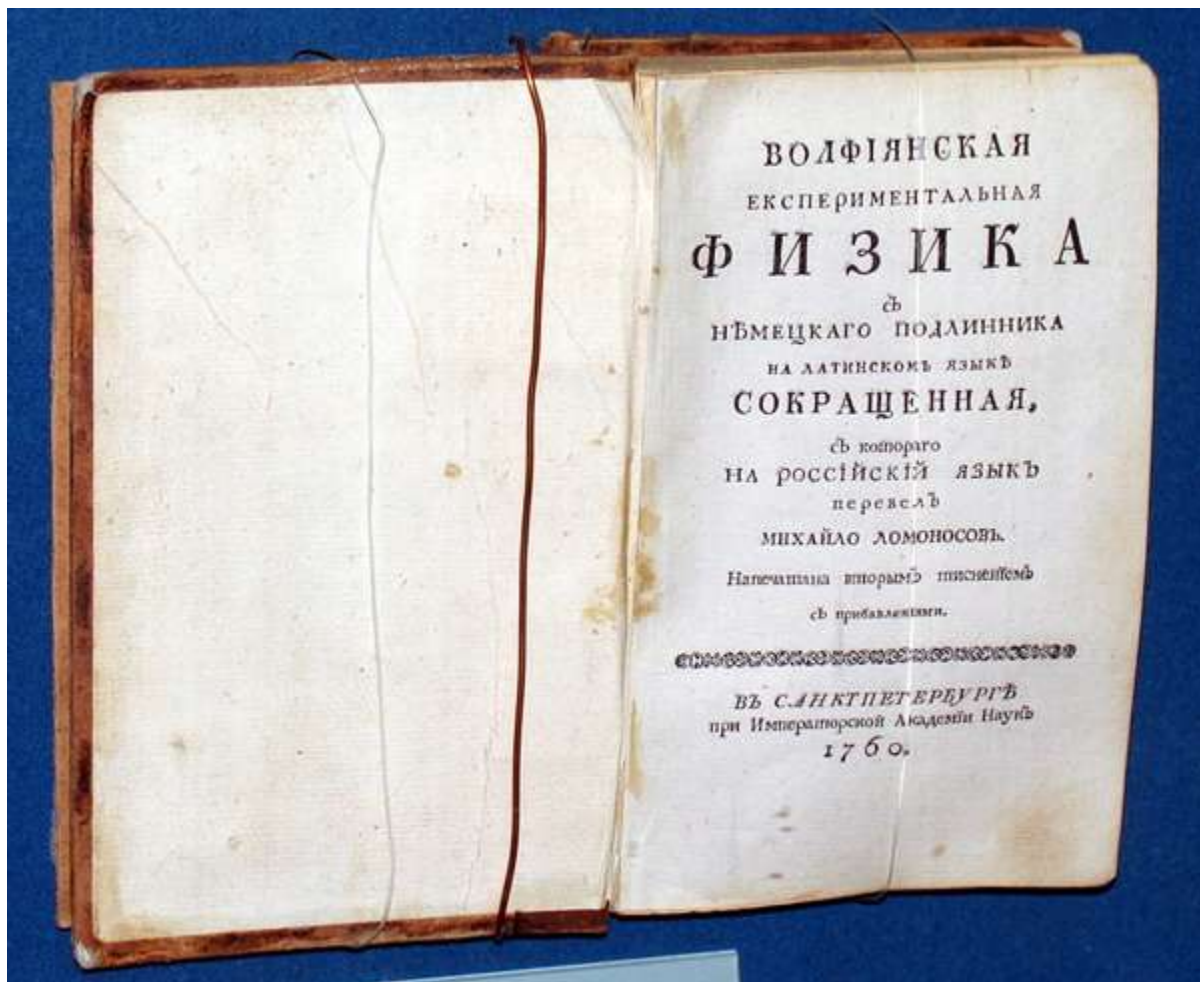 ВОЛФІЯНСКАЯ
ЕКСПЕРИМЕНТАЛЬНАЯ
ФИЗИКА
съ
НѢМЕЦКАГО ПОДЛИННИКА
НА ЛАТИНСКОМЪ ЯЗЫКѢ
СОКРАЩЕННАЯ,
съ котораго
НА РОССІЙСКІЙ ЯЗЫКЪ
перевелъ
МИХАЙЛО ЛОМОНОСОВЪ.
Напечатана вторымъ тисненіемъ
съ прибавленіями.
ВЪ САНКТПЕТЕРБУРГѢ
при Императорской Академіи Наукъ
1760.